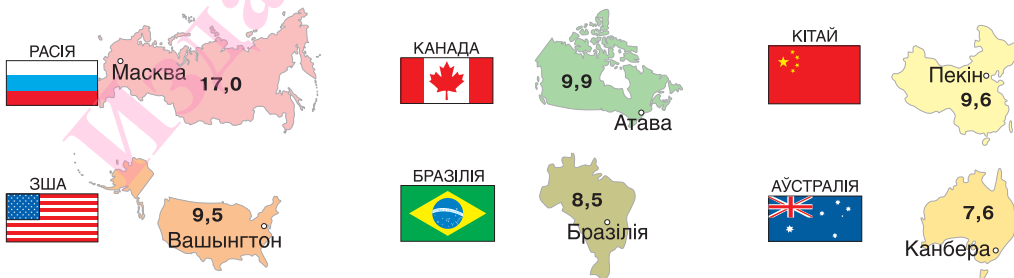 РАСІЯ
Масква
17,0
КАНАДА
9,9
Атава
КІТАЙ
Пекін
9,6
ЗША
9,5
Вашынгтон
БРАЗІЛІЯ
8,5
Бразілія
АЎСТРАЛІЯ
7,6
Канбера